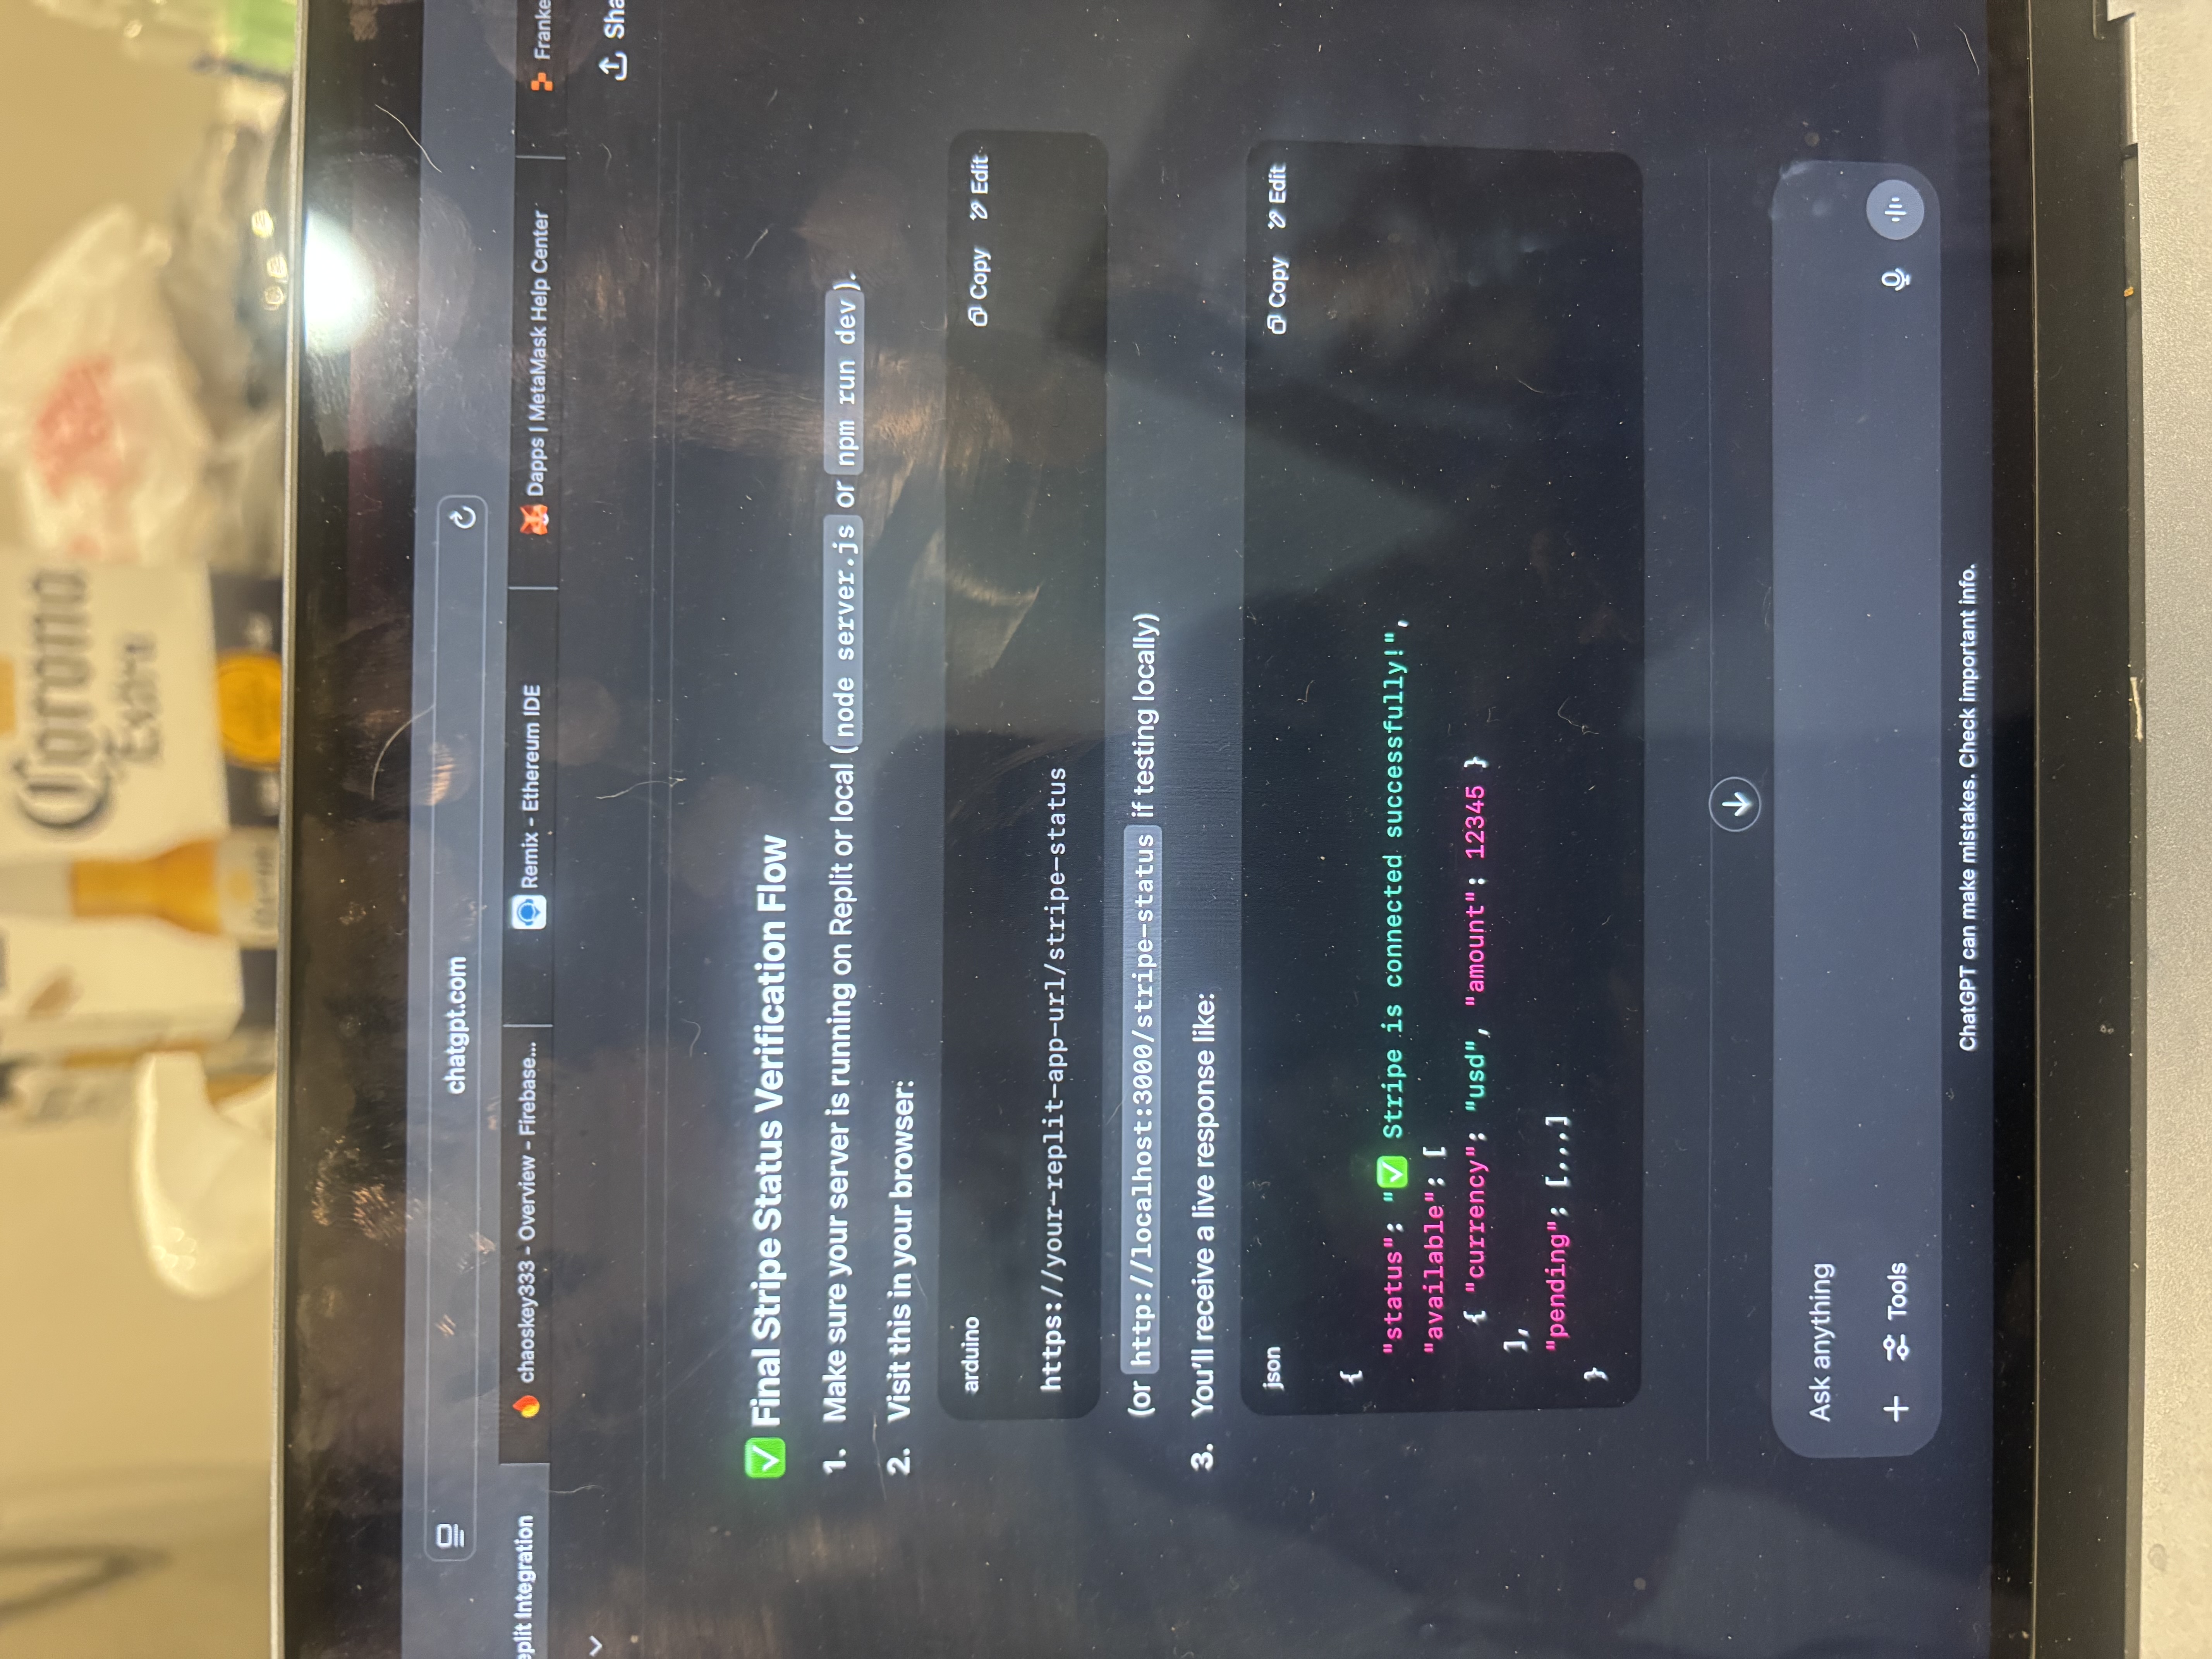 Corona
Extra
chatgpt.com
eplit Integration
chaoskey333 - Overview - Firebase...
Remix - Ethereum IDE
Dapps | MetaMask Help Center
Franke
Sha
✅ Final Stripe Status Verification Flow
1. Make sure your server is running on Replit or local (node server.js or npm run dev).
2. Visit this in your browser:
arduino
Copy Edit
https://your-replit-app-url/stripe-status
(or http://localhost:3000/stripe-status if testing locally)
3. You'll receive a live response like:
json
Copy Edit
{
"status": "✅ Stripe is connected successfully!",
"available": [
{ "currency": "usd", "amount": 12345 }
],
"pending": [...]
}
Ask anything
Tools
ChatGPT can make mistakes. Check important info.